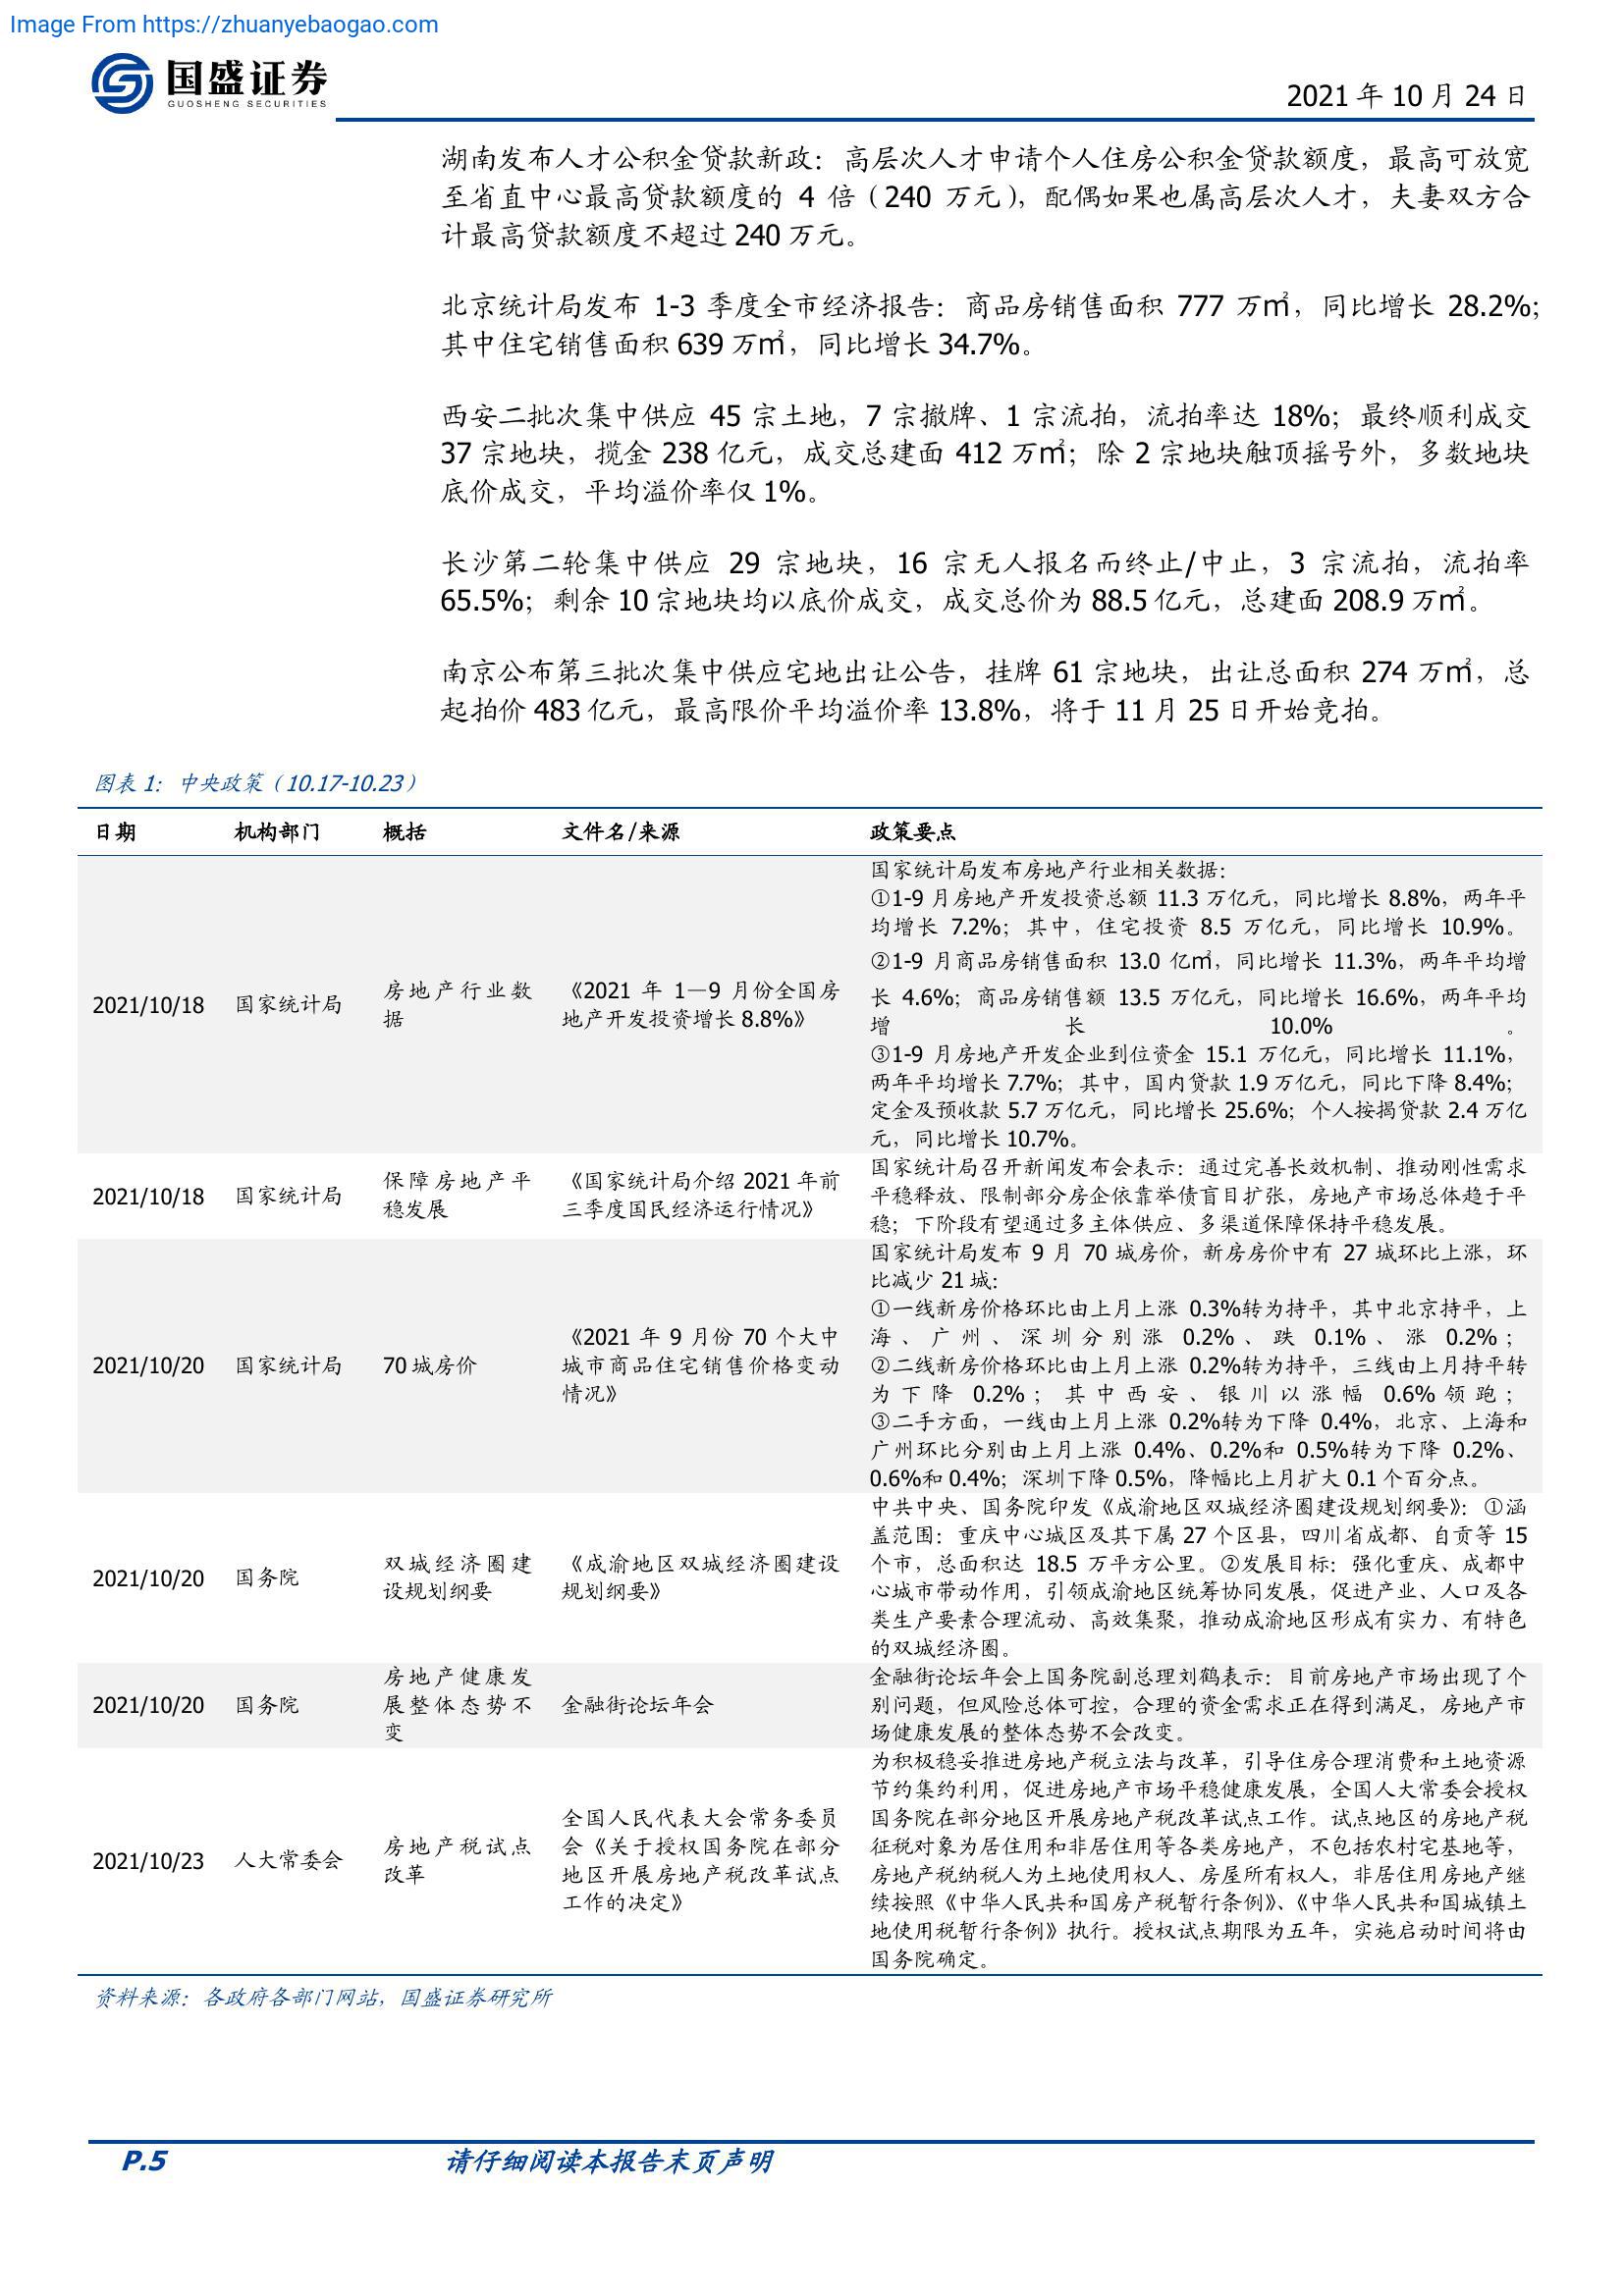 Image From https://zhuanyebaogao.com
国盛证券
GUOSHENG SECURITIES
2021 年 10 月 24 日
湖南发布人才公积金贷款新政：高层次人才申请个人住房公积金贷款额度，最高可放宽
至省直中心最高贷款额度的 4 倍（240 万元），配偶如果也属高层次人才，夫妻双方合
计最高贷款额度不超过 240 万元。
北京统计局发布 1-3 季度全市经济报告：商品房销售面积 777 万㎡，同比增长 28.2%；
其中住宅销售面积 639 万㎡，同比增长 34.7%。
西安二批次集中供应 45 宗土地，7 宗撤牌、1 宗流拍，流拍率达 18%；最终顺利成交
37 宗地块，揽金 238 亿元，成交总建面 412 万㎡；除 2 宗地块触顶摇号外，多数地块
底价成交，平均溢价率仅 1%。
长沙第二轮集中供应 29 宗地块，16 宗无人报名而终止/中止，3 宗流拍，流拍率
65.5%；剩余 10 宗地块均以底价成交，成交总价为 88.5 亿元，总建面 208.9 万㎡。
南京公布第三批次集中供应宅地出让公告，挂牌 61 宗地块，出让总面积 274 万㎡，总
起拍价 483 亿元，最高限价平均溢价率 13.8%，将于 11 月 25 日开始竞拍。
图表 1：中央政策（10.17-10.23）
日期 机构部门 概括 文件名/来源 政策要点
2021/10/18 国家统计局
房地产行业数
据
《2021 年 1—9 月份全国房
地产开发投资增长 8.8%》
国家统计局发布房地产行业相关数据：
①1-9 月房地产开发投资总额 11.3 万亿元，同比增长 8.8%，两年平
均增长 7.2%；其中，住宅投资 8.5 万亿元，同比增长 10.9%。
②1-9 月商品房销售面积 13.0 亿㎡，同比增长 11.3%，两年平均增
长 4.6%；商品房销售额 13.5 万亿元，同比增长 16.6%，两年平均
增长 10.0%。
③1-9 月房地产开发企业到位资金 15.1 万亿元，同比增长 11.1%，
两年平均增长 7.7%；其中，国内贷款 1.9 万亿元，同比下降 8.4%；
定金及预收款 5.7 万亿元，同比增长 25.6%；个人按揭贷款 2.4 万亿
元，同比增长 10.7%。
2021/10/18 国家统计局
保障房地产平
稳发展
《国家统计局介绍 2021 年前
三季度国民经济运行情况》
国家统计局召开新闻发布会表示：通过完善长效机制、推动刚性需求
平稳释放、限制部分房企依靠举债盲目扩张，房地产市场总体趋于平
稳；下阶段有望通过多主体供应、多渠道保障保持平稳发展。
2021/10/20 国家统计局 70 城房价
《2021 年 9 月份 70 个大中
城市商品住宅销售价格变动
情况》
国家统计局发布 9 月 70 城房价，新房房价中有 27 城环比上涨，环
比减少 21 城：
①一线新房价格环比由上月上涨 0.3%转为持平，其中北京持平，上
海、广州、深圳分别涨 0.2%、跌 0.1%、涨 0.2%；
②二线新房价格环比由上月上涨 0.2%转为持平，三线由上月持平转
为下降 0.2%；其中西安、银川以涨幅 0.6%领跑；
③二手方面，一线由上月上涨 0.2%转为下降 0.4%，北京、上海和
广州环比分别由上月上涨 0.4%、0.2%和 0.5%转为下降 0.2%、
0.6%和 0.4%；深圳下降 0.5%，降幅比上月扩大 0.1 个百分点。
2021/10/20 国务院
双城经济圈建
设规划纲要
《成渝地区双城经济圈建设
规划纲要》
中共中央、国务院印发《成渝地区双城经济圈建设规划纲要》：①涵
盖范围：重庆中心城区及其下属 27 个区县，四川省成都、自贡等 15
个市，总面积达 18.5 万平方公里。②发展目标：强化重庆、成都中
心城市带动作用，引领成渝地区统筹协同发展，促进产业、人口及各
类生产要素合理流动、高效集聚，推动成渝地区形成有实力、有特色
的双城经济圈。
2021/10/20 国务院
房地产健康发
展整体态势不
变
金融街论坛年会
金融街论坛年会上国务院副总理刘鹤表示：目前房地产市场出现了个
别问题，但风险总体可控，合理的资金需求正在得到满足，房地产市
场健康发展的整体态势不会改变。
2021/10/23 人大常委会
房地产税试点
改革
全国人民代表大会常务委员
会《关于授权国务院在部分
地区开展房地产税改革试点
工作的决定》
为积极稳妥推进房地产税立法与改革，引导住房合理消费和土地资源
节约集约利用，促进房地产市场平稳健康发展，全国人大常委会授权
国务院在部分地区开展房地产税改革试点工作。试点地区的房地产税
征税对象为居住用和非居住用等各类房地产，不包括农村宅基地等，
房地产税纳税人为土地使用权人、房屋所有权人，非居住用房地产继
续按照《中华人民共和国房产税暂行条例》、《中华人民共和国城镇土
地使用税暂行条例》执行。授权试点期限为五年，实施启动时间将由
国务院确定。
资料来源：各政府各部门网站，国盛证券研究所
P.5 请仔细阅读本报告末页声明